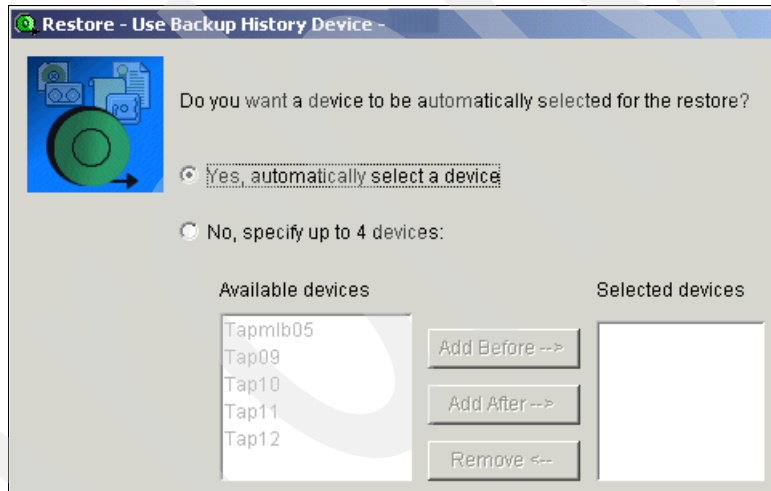 Restore - Use Backup History Device -
Do you want a device to be automatically selected for the restore?
Yes, automatically select a device
No, specify up to 4 devices:
Available devices
Selected devices
Tapmlb05
Tap09
Tap10
Tap11
Tap12
Add Before -->
Add After -->
Remove <--